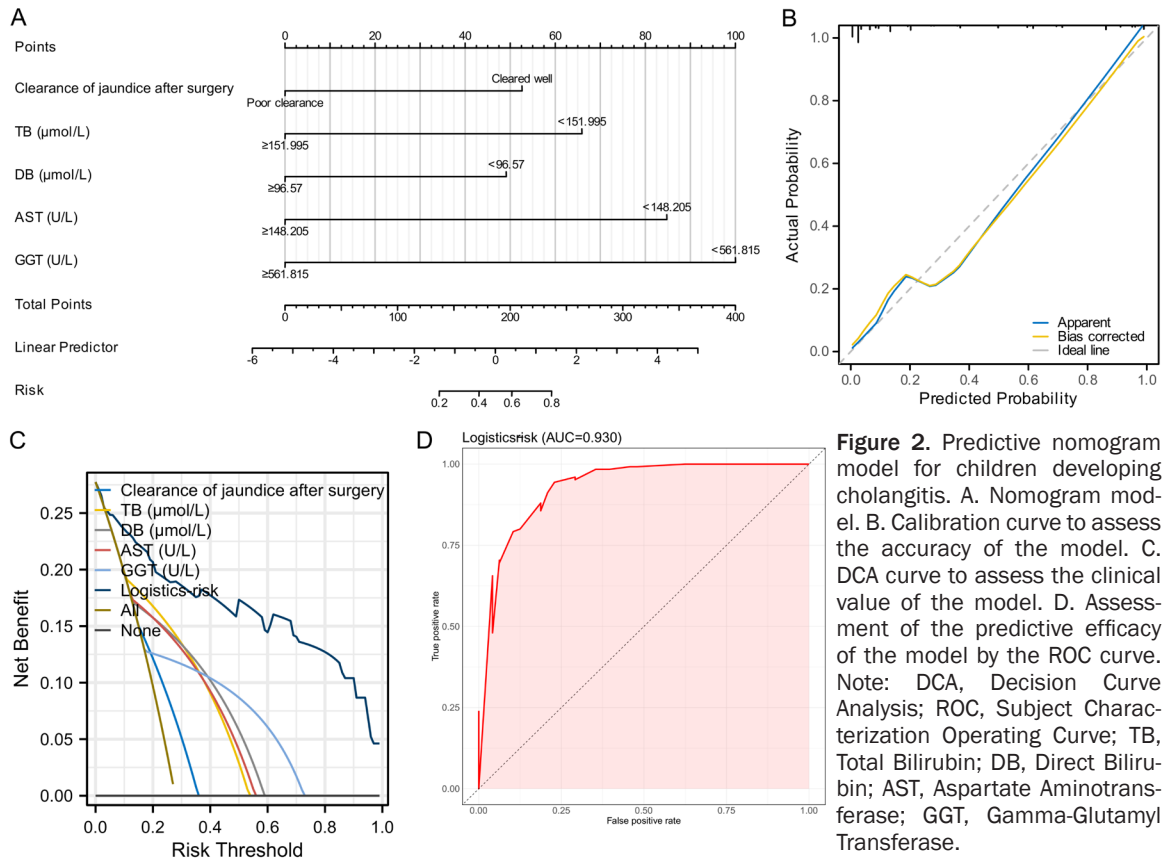 A
Points
0 20 40 60 80 100
Clearance of jaundice after surgery
Cleared well
Poor clearance
TB (μmol/L)
<151.995
≥151.995
DB (μmol/L)
<96.57
≥96.57
AST (U/L)
<148.205
≥148.205
GGT (U/L)
<561.815
≥561.815
Total Points
0 100 200 300 400
Linear Predictor
-6 -4 -2 0 2 4
Risk
0.2 0.4 0.6 0.8
B
Actual Probability
1.0
0.8
0.6
0.4
0.2
0.0
Apparent
Bias corrected
Ideal line
0.0 0.2 0.4 0.6 0.8 1.0
Predicted Probability
C
Net Benefit
0.25
0.20
0.15
0.10
0.05
0.00
Clearance of jaundice after surgery
TB (μmol/L)
DB (μmol/L)
AST (U/L)
GGT (U/L)
Logistics-risk
All
None
0.0 0.2 0.4 0.6 0.8 1.0
Risk Threshold
D
Logistics-risk (AUC=0.930)
True positive rate
1.00
0.75
0.50
0.25
0.00
0.00 0.25 0.50 0.75 1.00
False positive rate
Figure 2. Predictive nomogram
model for children developing
cholangitis. A. Nomogram mod-
el. B. Calibration curve to assess
the accuracy of the model. C.
DCA curve to assess the clinical
value of the model. D. Assess-
ment of the predictive efficacy
of the model by the ROC curve.
Note: DCA, Decision Curve
Analysis; ROC, Subject Charac-
terization Operating Curve; TB,
Total Bilirubin; DB, Direct Biliru-
bin; AST, Aspartate Aminotrans-
ferase; GGT, Gamma-Glutamyl
Transferase.